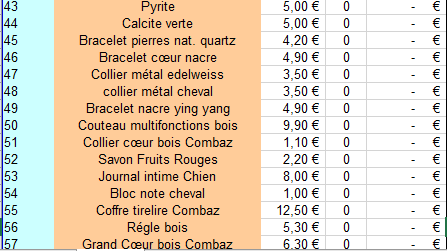 43 Pyrite 5,00 € 0 - €
44 Calcite verte 5,00 € 0 - €
45 Bracelet pierres nat. quartz 4,20 € 0 - €
46 Bracelet cœur nacre 4,90 € 0 - €
47 Collier métal edelweiss 3,50 € 0 - €
48 collier métal cheval 3,50 € 0 - €
49 Bracelet nacre ying yang 4,90 € 0 - €
50 Couteau multifonctions bois 9,90 € 0 - €
51 Collier cœur bois Combaz 1,10 € 0 - €
52 Savon Fruits Rouges 2,20 € 0 - €
53 Journal intime Chien 8,00 € 0 - €
54 Bloc note cheval 1,00 € 0 - €
55 Coffre tirelire Combaz 12,50 € 0 - €
56 Régle bois 5,30 € 0 - €
57 Grand Cœur bois Combaz 6,30 € 0 - €